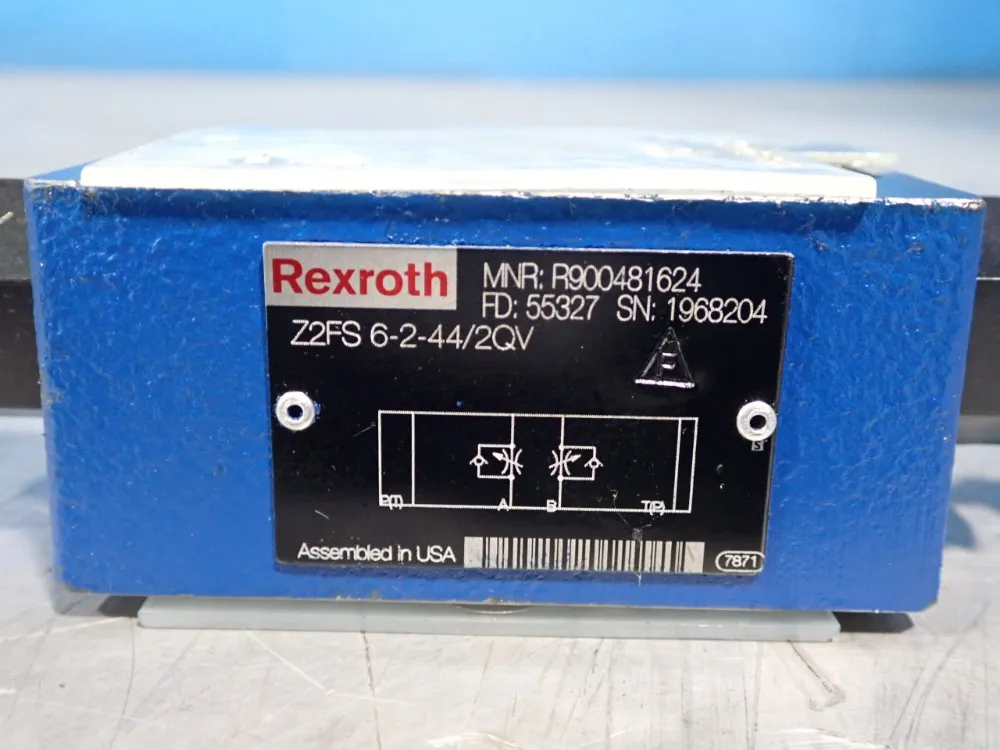 Rexroth
MNR: R900481624
FD: 55327 SN: 1968204
Z2FS 6-2-44/2QV
P
P(T) A B T(P)
Assembled in USA
7871